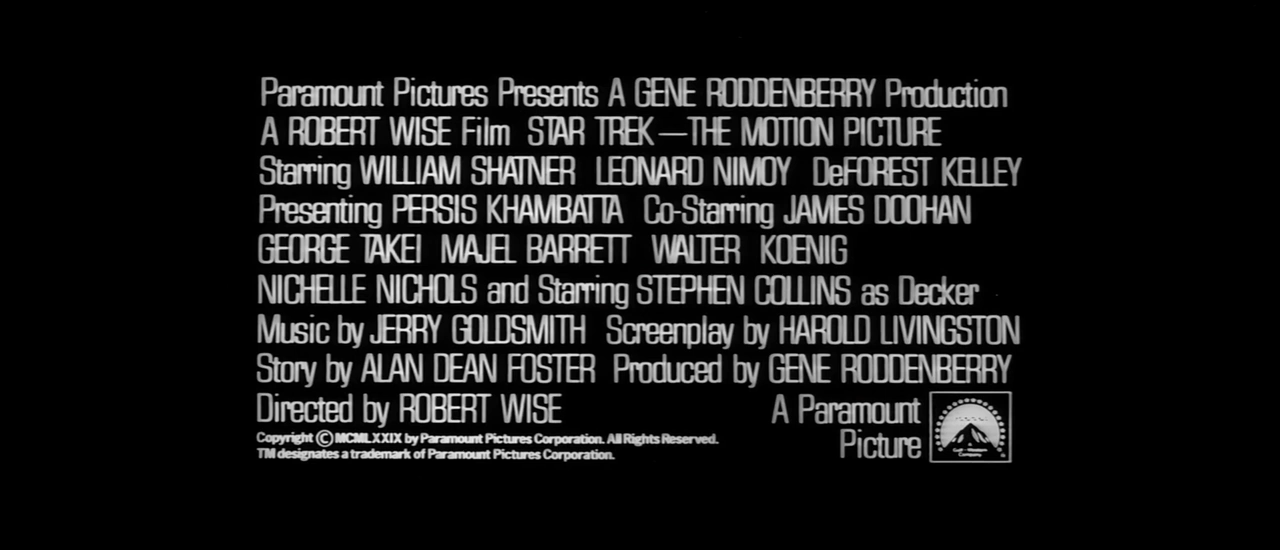 Paramount Pictures Presents A GENE RODDENBERRY Production
A ROBERT WISE Film STAR TREK—THE MOTION PICTURE
Starring WILLIAM SHATNER LEONARD NIMOY DeFOREST KELLEY
Presenting PERSIS KHAMBATTA Co-Starring JAMES DOOHAN
GEORGE TAKEI MAJEL BARRETT WALTER KOENIG
NICHELLE NICHOLS and Starring STEPHEN COLLINS as Decker
Music by JERRY GOLDSMITH Screenplay by HAROLD LIVINGSTON
Story by ALAN DEAN FOSTER Produced by GENE RODDENBERRY
Directed by ROBERT WISE
A Paramount
Picture
Copyright © MCMLXXIX by Paramount Pictures Corporation. All Rights Reserved.
TM designates a trademark of Paramount Pictures Corporation.
Gulf + Western
Company